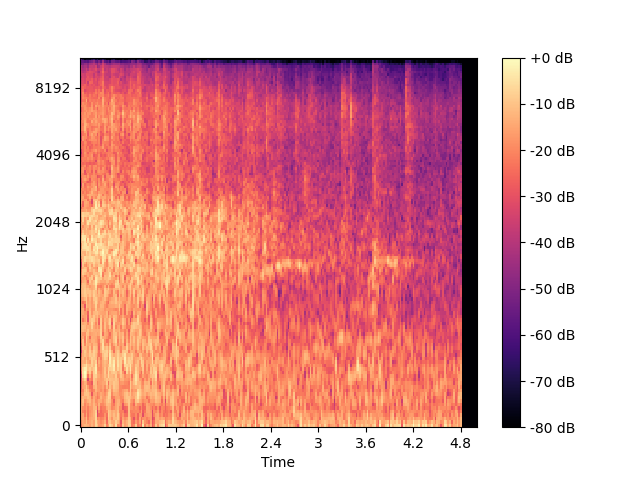 8192
4096
2048
1024
512
0
Hz
0 0.6 1.2 1.8 2.4 3 3.6 4.2 4.8
Time
+0 dB
-10 dB
-20 dB
-30 dB
-40 dB
-50 dB
-60 dB
-70 dB
-80 dB